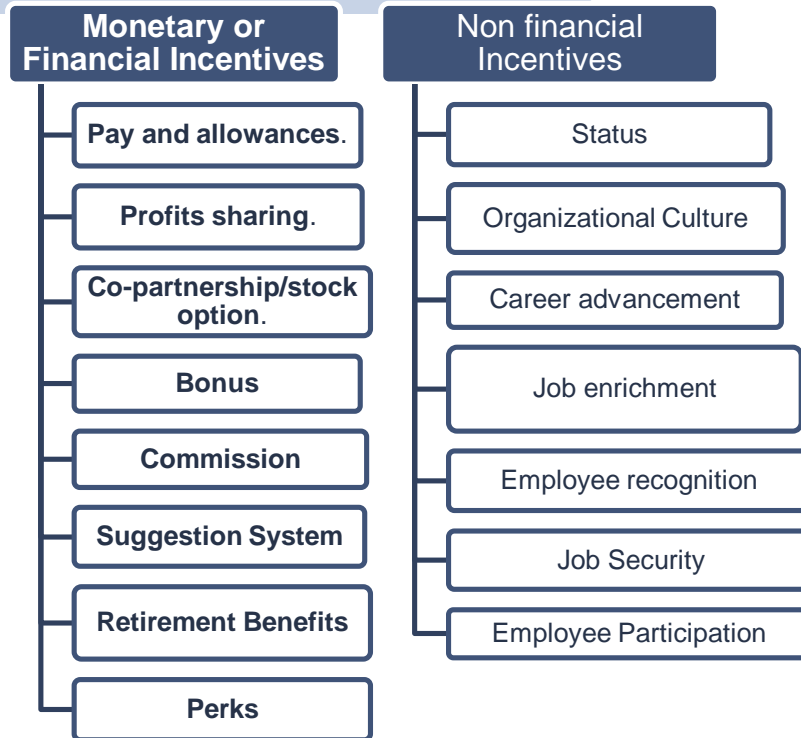 Monetary or
Financial Incentives
Pay and allowances.
Profits sharing.
Co-partnership/stock
option.
Bonus
Commission
Suggestion System
Retirement Benefits
Perks
Non financial
Incentives
Status
Organizational Culture
Career advancement
Job enrichment
Employee recognition
Job Security
Employee Participation